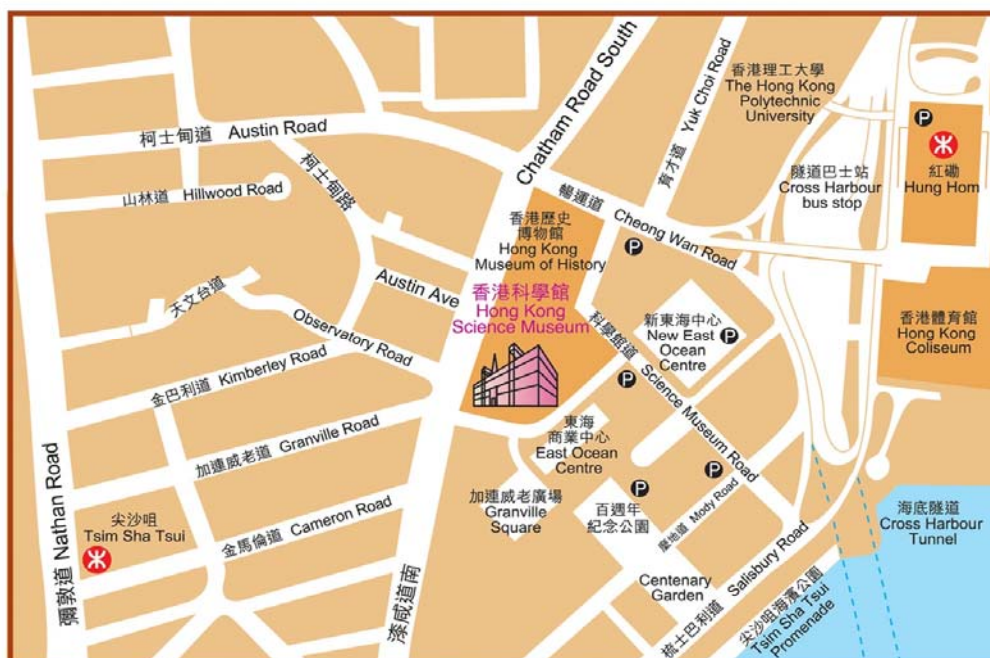 柯士甸道 Austin Road
山林道 Hillwood Road
柯士甸路
Chatham Road South
育才道 Yuk Choi Road
香港理工大學
The Hong Kong
Polytechnic
University
P
紅磡
Hung Hom
隧道巴士站
Cross Harbour
bus stop
暢運道 Cheong Wan Road
香港歷史
博物館
Hong Kong
Museum of History
P
香港科學館
Hong Kong
Science Museum
Austin Ave
天文台道 Observatory Road
金巴利道 Kimberley Road
加連威老道 Granville Road
金馬倫道 Cameron Road
彌敦道 Nathan Road
尖沙咀
Tsim Sha Tsui
漆咸道南
科學館道 Science Museum Road
新東海中心
New East
Ocean
Centre
P
P
香港體育館
Hong Kong
Coliseum
東海
商業中心
East Ocean
Centre
加連威老廣場
Granville
Square
百週年
紀念公園
Centenary
Garden
P
P
麼地道 Mody Road
梳士巴利道 Salisbury Road
尖沙咀海濱公園
Tsim Sha Tsui
Promenade
海底隧道
Cross Harbour
Tunnel